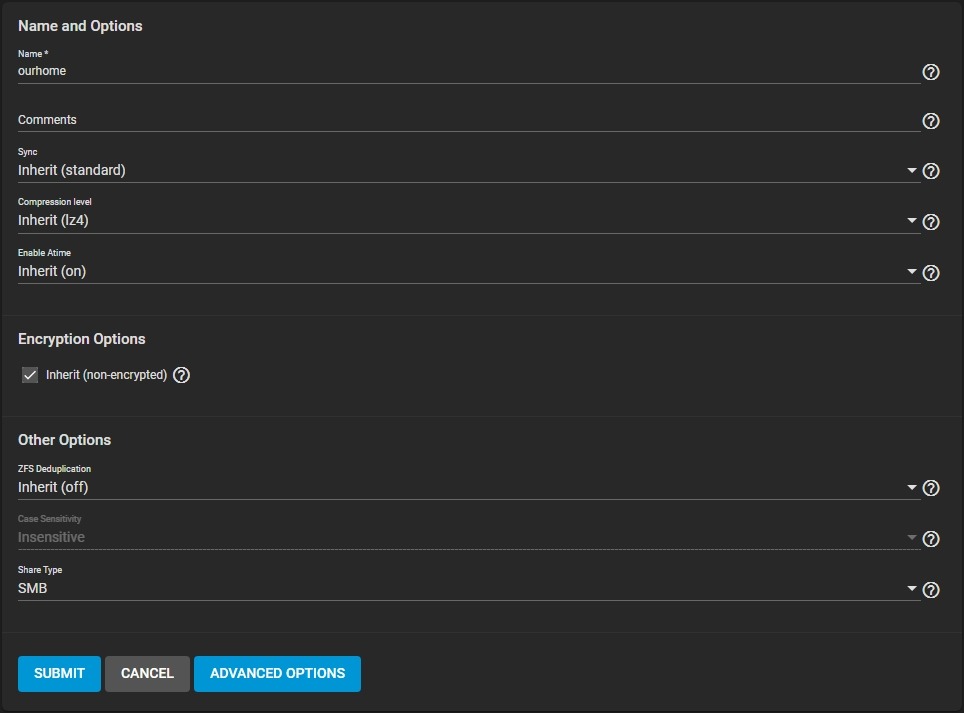 Name and Options
Name *
ourhome
Comments
Sync
Inherit (standard)
Compression level
Inherit (lz4)
Enable Atime
Inherit (on)
Encryption Options
Inherit (non-encrypted)
Other Options
ZFS Deduplication
Inherit (off)
Case Sensitivity
Insensitive
Share Type
SMB
SUBMIT CANCEL ADVANCED OPTIONS